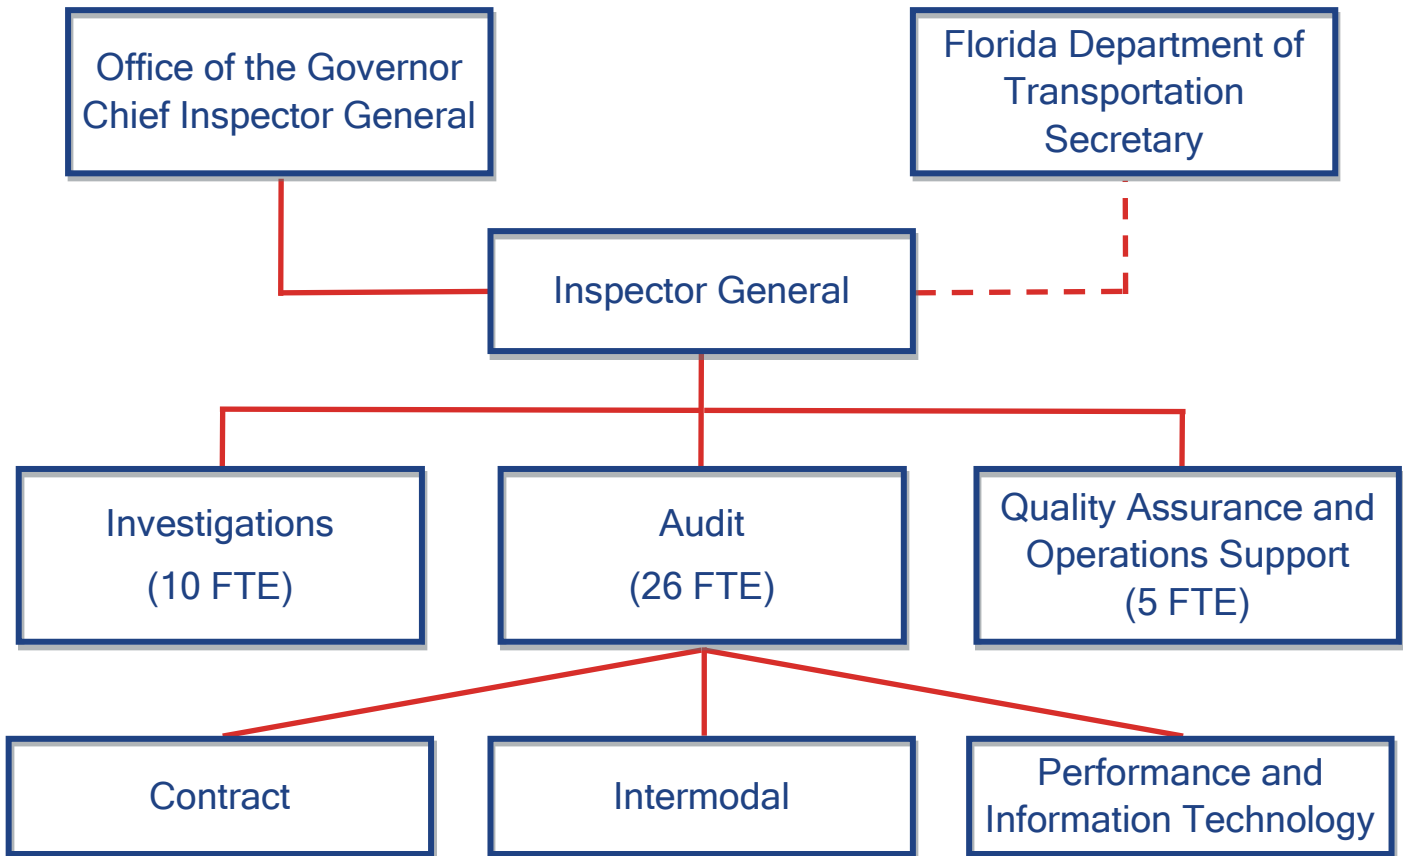 Office of the Governor
Chief Inspector General
Florida Department of
Transportation
Secretary
Inspector General
Investigations
(10 FTE)
Audit
(26 FTE)
Quality Assurance and
Operations Support
(5 FTE)
Contract
Intermodal
Performance and
Information Technology